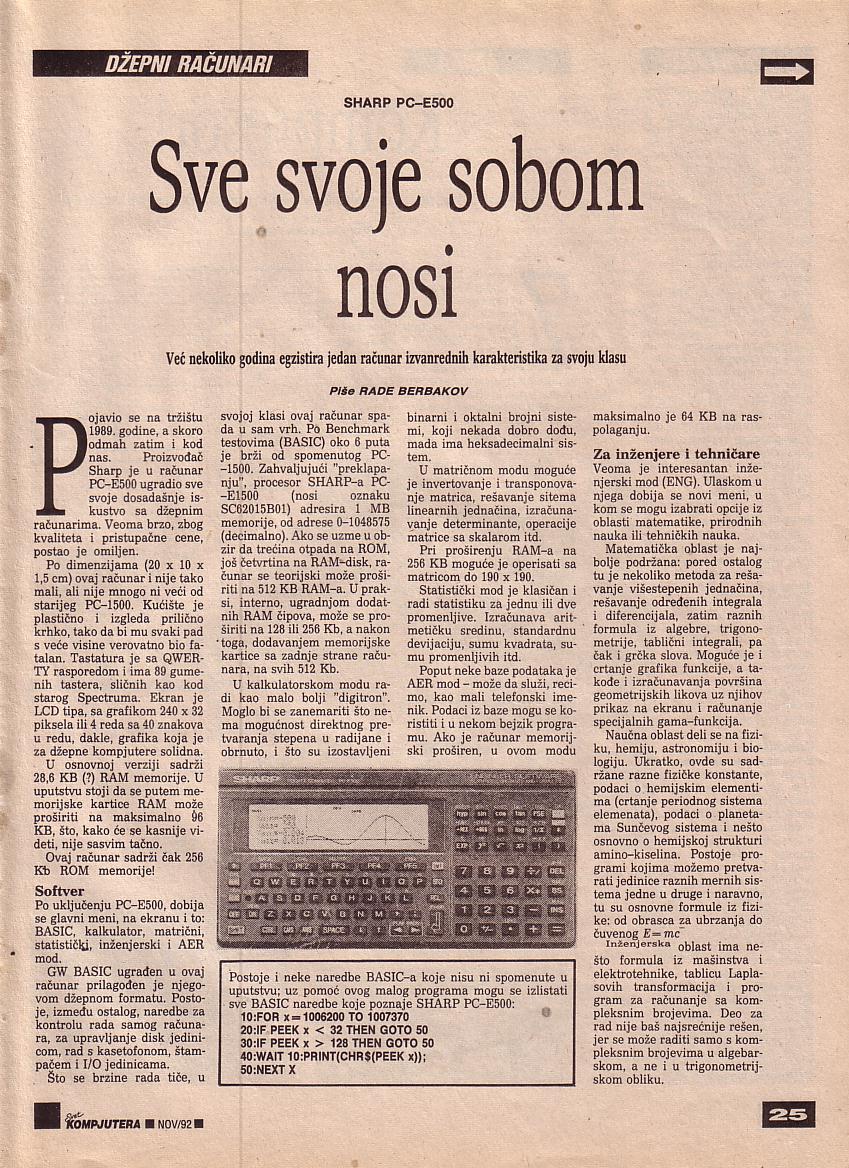 DŽEPNI RAČUNARI
SHARP PC–E500
Sve svoje sobom
nosi
Već nekoliko godina egzistira jedan računar izvanrednih karakteristika za svoju klasu
Piše RADE BERBAKOV
Pojavio se na tržištu
1989. godine, a skoro
odmah zatim i kod
nas. Proizvođač
Sharp je u računar
PC–E500 ugradio sve
svoje dosadašnje is-
kustvo sa džepnim
računarima. Veoma brzo, zbog
kvaliteta i pristupačne cene,
postao je omiljen.
Po dimenzijama (20 x 10 x
1,5 cm) ovaj računar i nije tako
mali, ali nije mnogo ni veći od
starijeg PC–1500. Kućište je
plastično i izgleda prilično
krhko, tako da bi mu svaki pad
s veće visine verovatno bio fa-
talan. Tastatura je sa QWER-
TY rasporedom i ima 89 gume-
nih tastera, sličnih kao kod
starog Spectruma. Ekran je
LCD tipa, sa grafikom 240 x 32
piksela ili 4 reda sa 40 znakova
u redu, dakle, grafika koja je
za džepne kompjutere solidna.
U osnovnoj verziji sadrži
28,6 KB (?) RAM memorije. U
uputstvu stoji da se putem me-
morijske kartice RAM može
proširiti na maksimalno 96
KB, što, kako će se kasnije vi-
deti, nije sasvim tačno.
Ovaj računar sadrži čak 256
Kb ROM memorije!
Softver
Po uključenju PC–E500, dobija
se glavni meni, na ekranu i to:
BASIC, kalkulator, matrični,
statistički, inženjerski i AER
mod.
GW BASIC ugrađen u ovaj
računar prilagođen je njego-
vom džepnom formatu. Posto-
je, između ostalog, naredbe za
kontrolu rada samog računa-
ra, za upravljanje disk jedini-
com, rad s kasetofonom, štam-
pačem i I/O jedinicama.
Što se brzine rada tiče, u
svojoj klasi ovaj računar spa-
da u sam vrh. Po Benchmark
testovima (BASIC) oko 6 puta
je brži od spomenutog PC-
–1500. Zahvaljujući "preklapa-
nju", procesor SHARP–a PC-
–E1500 (nosi oznaku
SC62015B01) adresira 1 MB
memorije, od adrese 0–1048575
(decimalno). Ako se uzme u ob-
zir da trećina otpada na ROM,
još četvrtina na RAM–disk, ra-
čunar se teorijski može proši-
riti na 512 KB RAM–a. U prak-
si, interno, ugradnjom dodat-
nih RAM čipova, može se pro-
širiti na 128 ili 256 Kb, a nakon
toga, dodavanjem memorijske
kartice sa zadnje strane raču-
nara, na svih 512 Kb.
U kalkulatorskom modu ra-
di kao malo bolji "digitron".
Moglo bi se zanamariti što ne-
ma mogućnost direktnog pre-
tvaranja stepena u radijane i
obrnuto, i što su izostavljeni
binarni i oktalni brojni siste-
mi, koji nekada dobro dođu,
mada ima heksadecimalni sis-
tem.
U matričnom modu moguće
je invertovanje i transponova-
nje matrica, rešavanje sitema
linearnih jednačina, izračuna-
vanje determinante, operacije
matrice sa skalarom itd.
Pri proširenju RAM–a na
256 KB moguće je operisati sa
matricom do 190 x 190.
Statistički mod je klasičan i
radi statistiku za jednu ili dve
promenljive. Izračunava arit-
metičku sredinu, standardnu
devijaciju, sumu kvadrata, su-
mu promenljivih itd.
Poput neke baze podataka je
AER mod – može da služi, reci-
mo, kao mali telefonski ime-
nik. Podaci iz baze mogu se ko-
ristiti i u nekom bejzik progra-
mu. Ako je računar memorij-
ski proširen, u ovom modu
maksimalno je 64 KB na ras-
polaganju.
Za inženjere i tehničare
Veoma je interesantan inže-
njerski mod (ENG). Ulaskom u
njega dobija se novi meni, u
kom se mogu izabrati opcije iz
oblasti matematike, prirodnih
nauka ili tehničkih nauka.
Matematička oblast je naj-
bolje podržana: pored ostalog
tu je nekoliko metoda za reša-
vanje višestepenih jednačina,
rešavanje određenih integrala
i diferencijala, zatim raznih
formula iz algebre, trigono-
metrije, tablični integrali, pa
čak i grčka slova. Moguće je i
crtanje grafika funkcije, a ta-
kođe i izračunavanja površina
geometrijskih likova uz njihov
prikaz na ekranu i računanje
specijalnih gama–funkcija.
Naučna oblast deli se na fizi-
ku, hemiju, astronomiju i bio-
logiju. Ukratko, ovde su sad-
ržane razne fizičke konstante,
podaci o hemijskim elementi-
ma (crtanje periodnog sistema
elemenata), podaci o planeta-
ma Sunčevog sistema i nešto
osnovno o hemijskoj strukturi
amino–kiselina. Postoje pro-
grami kojima možemo pretva-
rati jedinice raznih mernih sis-
tema jedne u druge i naravno,
tu su osnovne formule iz fizi-
ke: od obrasca za ubrzanja do
čuvenog E=mc
Inženjerska oblast ima ne-
što formula iz mašinstva i
elektrotehnike, tablicu Lapla-
sovih transformacija i pro-
gram za računanje sa kom-
pleksnim brojevima. Deo za
rad nije baš najsrećnije rešen,
jer se može raditi samo s kom-
pleksnim brojevima u algebar-
skom, a ne i u trigonometrij-
skom obliku.
SHARP
hyp sin cos tan FSE
PF1 PF2 PF3 PF4 PF5
Q W E R T Y U I O P
A S D F G H J K L
Z X C V B N M
SPACE
7 8 9
4 5 6
1 2 3
0
Postoje i neke naredbe BASIC–a koje nisu ni spomenute u
uputstvu; uz pomoć ovog malog programa mogu se izlistati
sve BASIC naredbe koje poznaje SHARP PC–E500:
10:FOR x=1006200 TO 1007370
20:IF PEEK x < 32 THEN GOTO 50
30:IF PEEK x > 128 THEN GOTO 50
40:WAIT 10:PRINT(CHR$(PEEK x));
50:NEXT X
Svet
KOMPJUTERA NOV/92
25